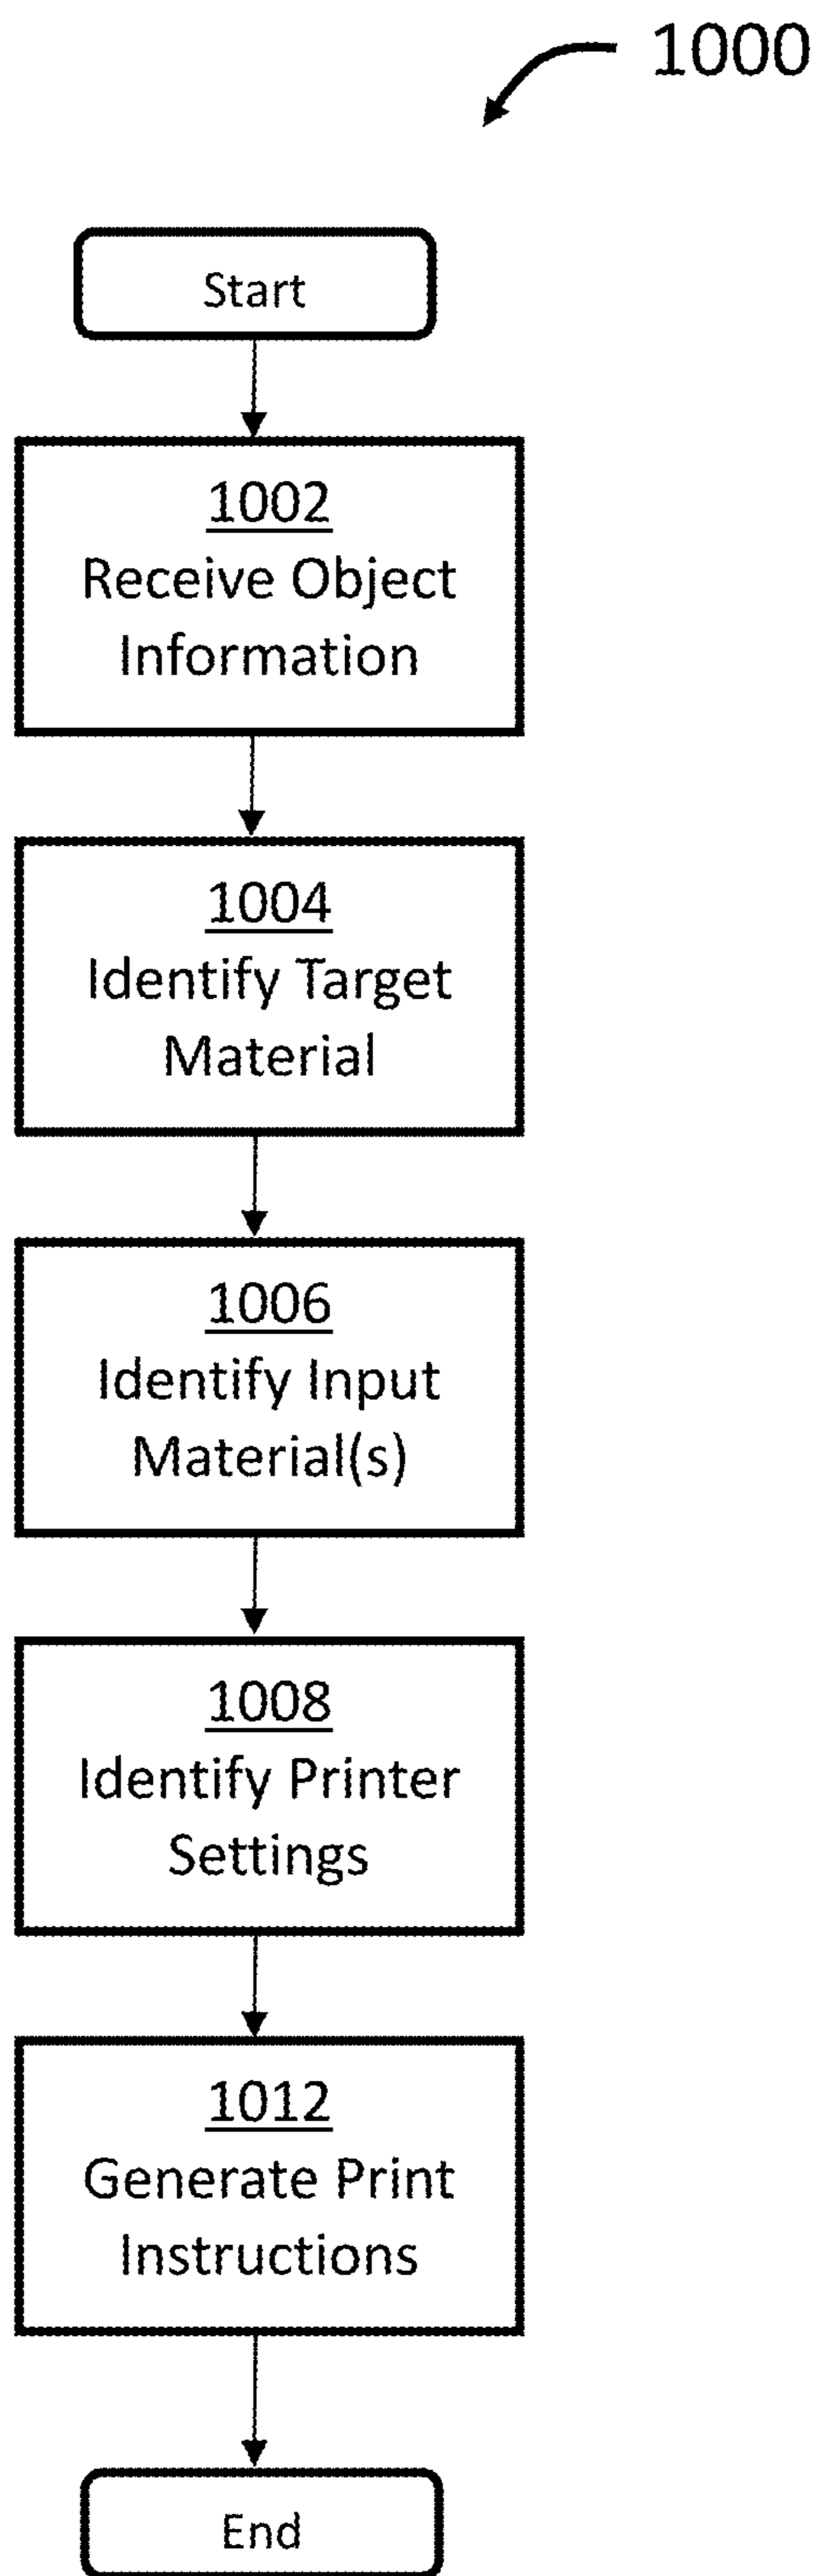 1000
Start
1002
Receive Object
Information
1004
Identify Target
Material
1006
Identify Input
Material(s)
1008
Identify Printer
Settings
1012
Generate Print
Instructions
End